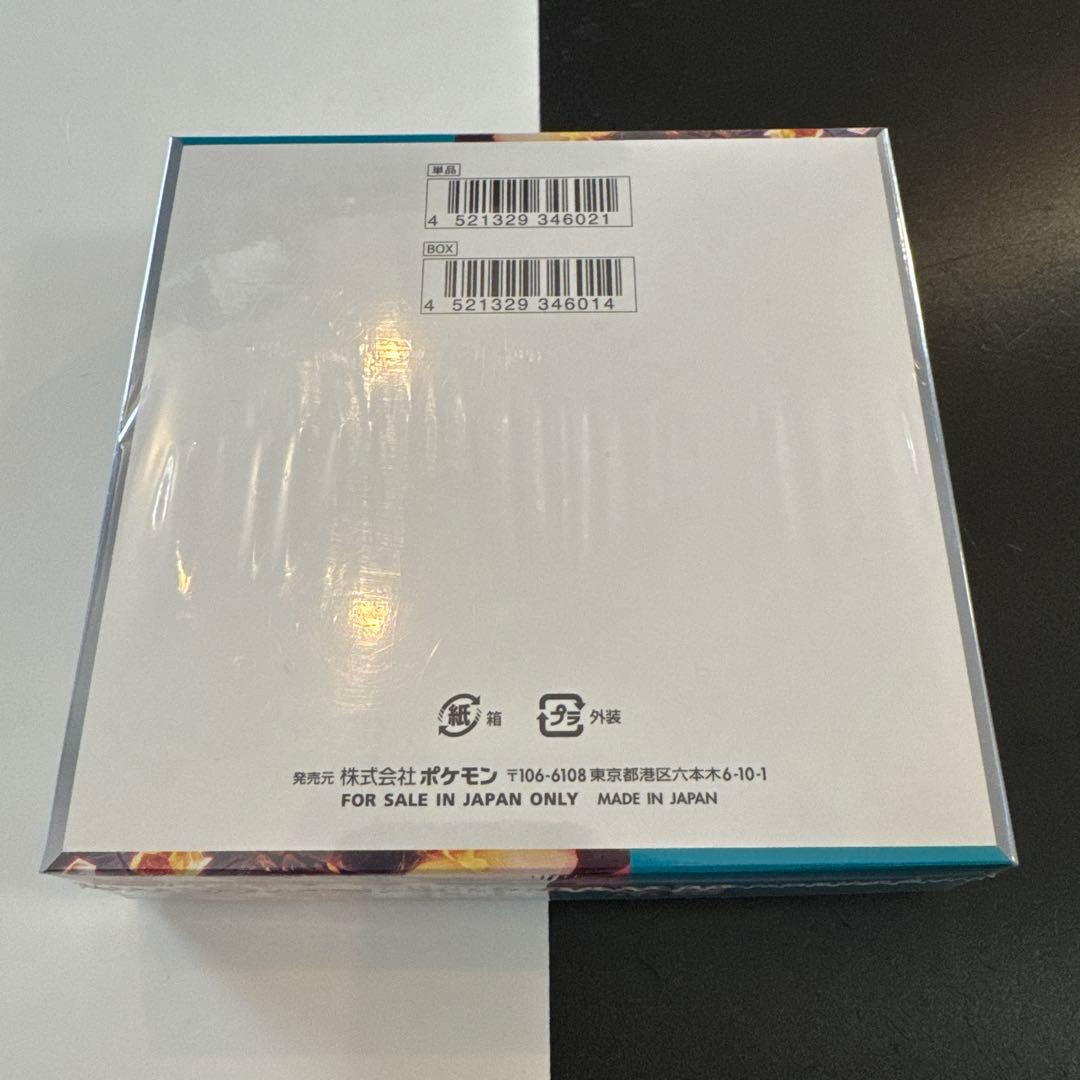 単品
4 521329 346021
BOX
4 521329 346014
紙 箱 プラ 外装
発売元 株式会社ポケモン 〒106-6108 東京都港区六本木6-10-1
FOR SALE IN JAPAN ONLY MADE IN JAPAN